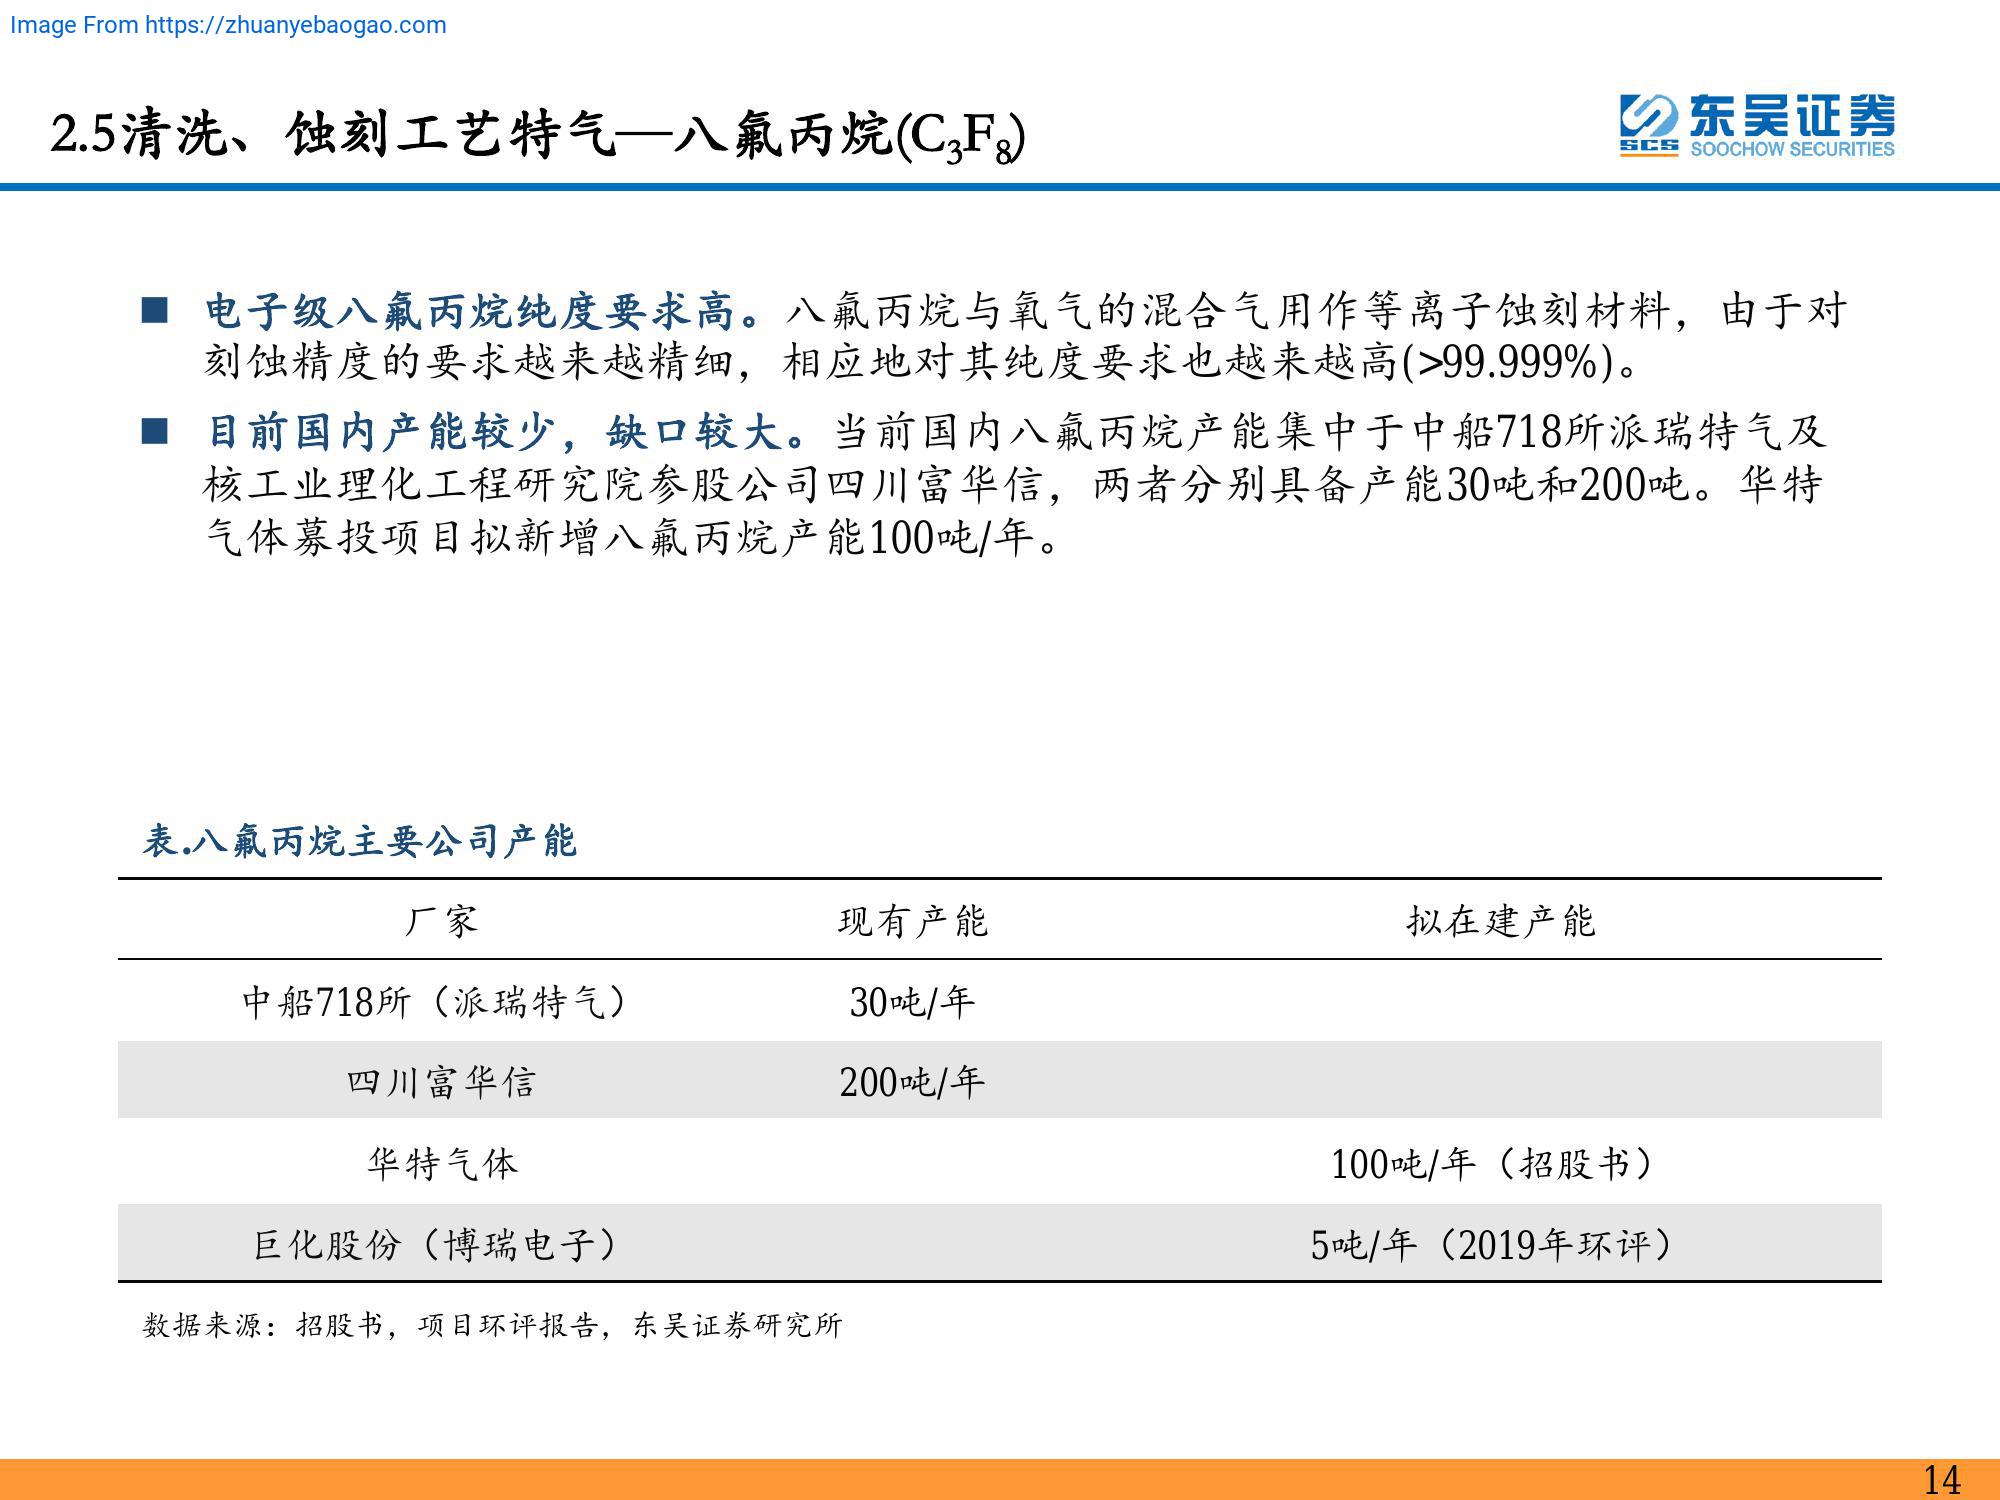 Image From https://zhuanyebaogao.com
2.5清洗、蚀刻工艺特气—八氟丙烷(C₃F₈)
东吴证券
SCS
SOOCHOW SECURITIES
■ 电子级八氟丙烷纯度要求高。八氟丙烷与氧气的混合气用作等离子蚀刻材料，由于对
刻蚀精度的要求越来越精细，相应地对其纯度要求也越来越高(>99.999%)。
■ 目前国内产能较少，缺口较大。当前国内八氟丙烷产能集中于中船718所派瑞特气及
核工业理化工程研究院参股公司四川富华信，两者分别具备产能30吨和200吨。华特
气体募投项目拟新增八氟丙烷产能100吨/年。
表.八氟丙烷主要公司产能
厂家 现有产能 拟在建产能
中船718所（派瑞特气） 30吨/年
四川富华信 200吨/年
华特气体 100吨/年（招股书）
巨化股份（博瑞电子） 5吨/年（2019年环评）
数据来源：招股书，项目环评报告，东吴证券研究所
14